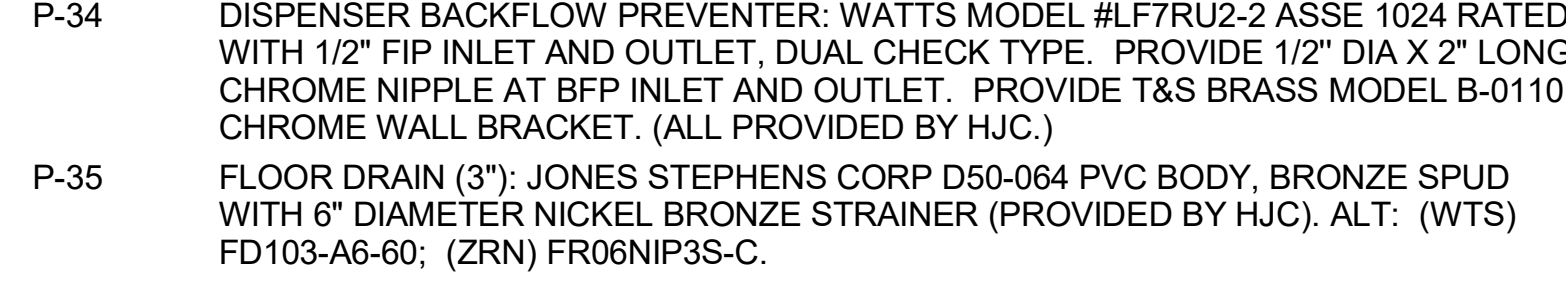 P-34 DISPENSER BACKFLOW PREVENTER: WATTS MODEL #LF7RU2-2 ASSE 1024 RATED
WITH 1/2" FIP INLET AND OUTLET, DUAL CHECK TYPE. PROVIDE 1/2'' DIA X 2" LONG
CHROME NIPPLE AT BFP INLET AND OUTLET. PROVIDE T&S BRASS MODEL B-0110
CHROME WALL BRACKET. (ALL PROVIDED BY HJC.)
P-35 FLOOR DRAIN (3"): JONES STEPHENS CORP D50-064 PVC BODY, BRONZE SPUD
WITH 6" DIAMETER NICKEL BRONZE STRAINER (PROVIDED BY HJC). ALT: (WTS)
FD103-A6-60; (ZRN) FR06NIP3S-C.